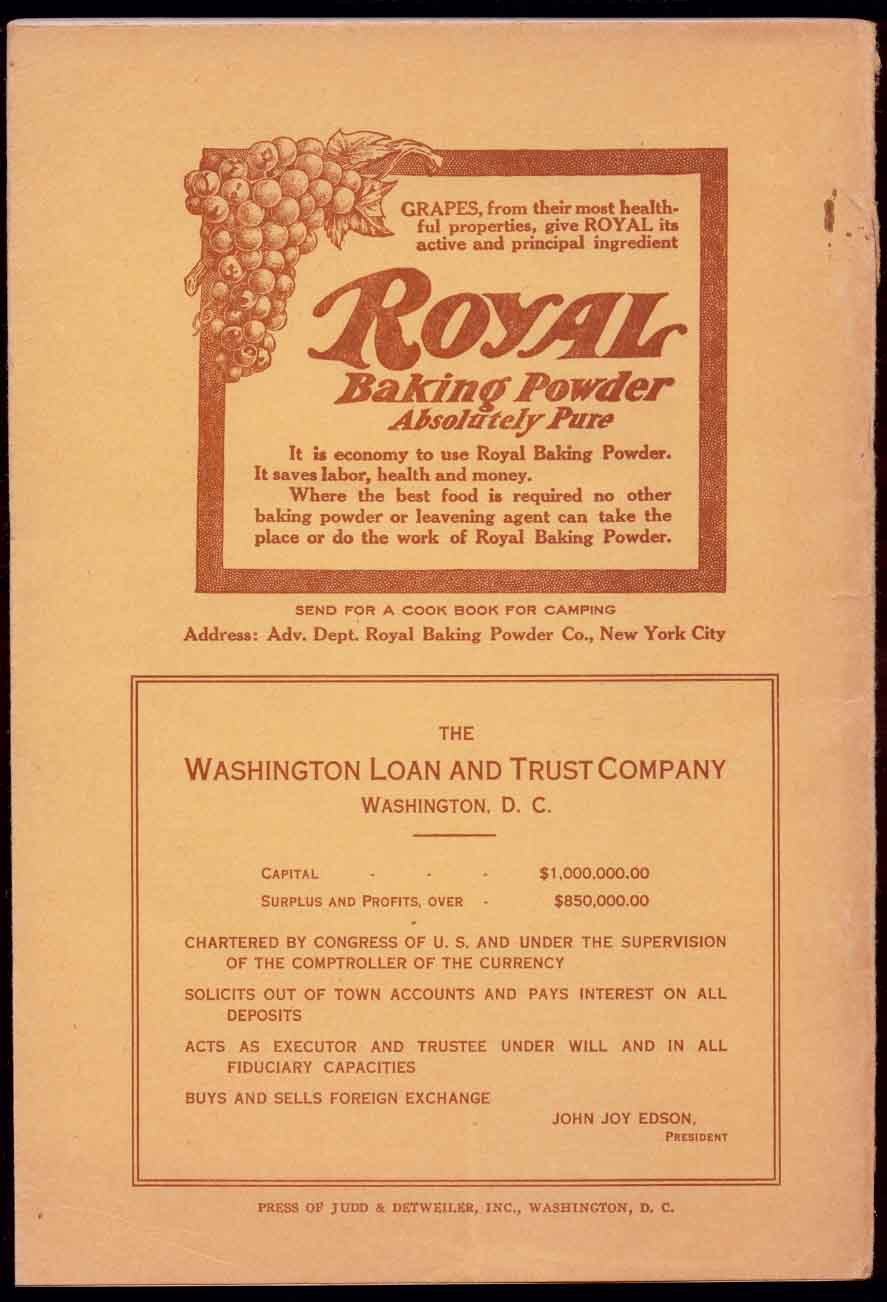 GRAPES, from their most health-
ful properties, give ROYAL its
active and principal ingredient
ROYAL
Baking Powder
Absolutely Pure
It is economy to use Royal Baking Powder.
It saves labor, health and money.
Where the best food is required no other
baking powder or leavening agent can take the
place or do the work of Royal Baking Powder.
SEND FOR A COOK BOOK FOR CAMPING
Address: Adv. Dept. Royal Baking Powder Co., New York City
THE
WASHINGTON LOAN AND TRUST COMPANY
WASHINGTON, D. C.
CAPITAL - - - $1,000,000.00
SURPLUS AND PROFITS, OVER - $850,000.00
CHARTERED BY CONGRESS OF U. S. AND UNDER THE SUPERVISION
OF THE COMPTROLLER OF THE CURRENCY
SOLICITS OUT OF TOWN ACCOUNTS AND PAYS INTEREST ON ALL
DEPOSITS
ACTS AS EXECUTOR AND TRUSTEE UNDER WILL AND IN ALL
FIDUCIARY CAPACITIES
BUYS AND SELLS FOREIGN EXCHANGE
JOHN JOY EDSON,
PRESIDENT
PRESS OF JUDD & DETWEILER, INC., WASHINGTON, D. C.